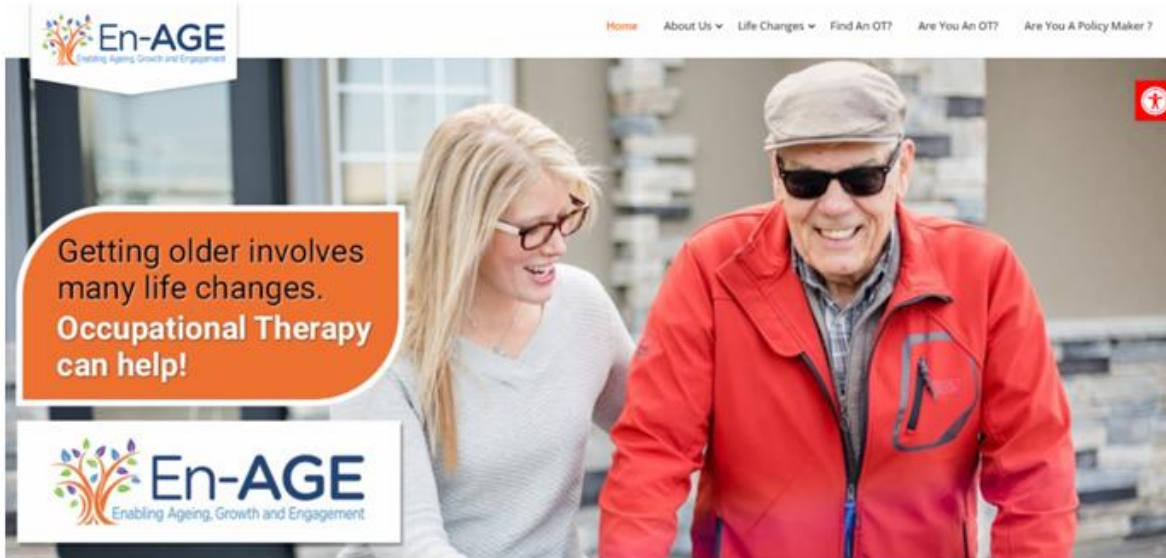 En-AGE
Enabling Ageing, Growth and Engagement
Home About Us Life Changes Find An OT? Are You An OT? Are You A Policy Maker ?
Getting older involves
many life changes.
Occupational Therapy
can help!
En-AGE
Enabling Ageing, Growth and Engagement